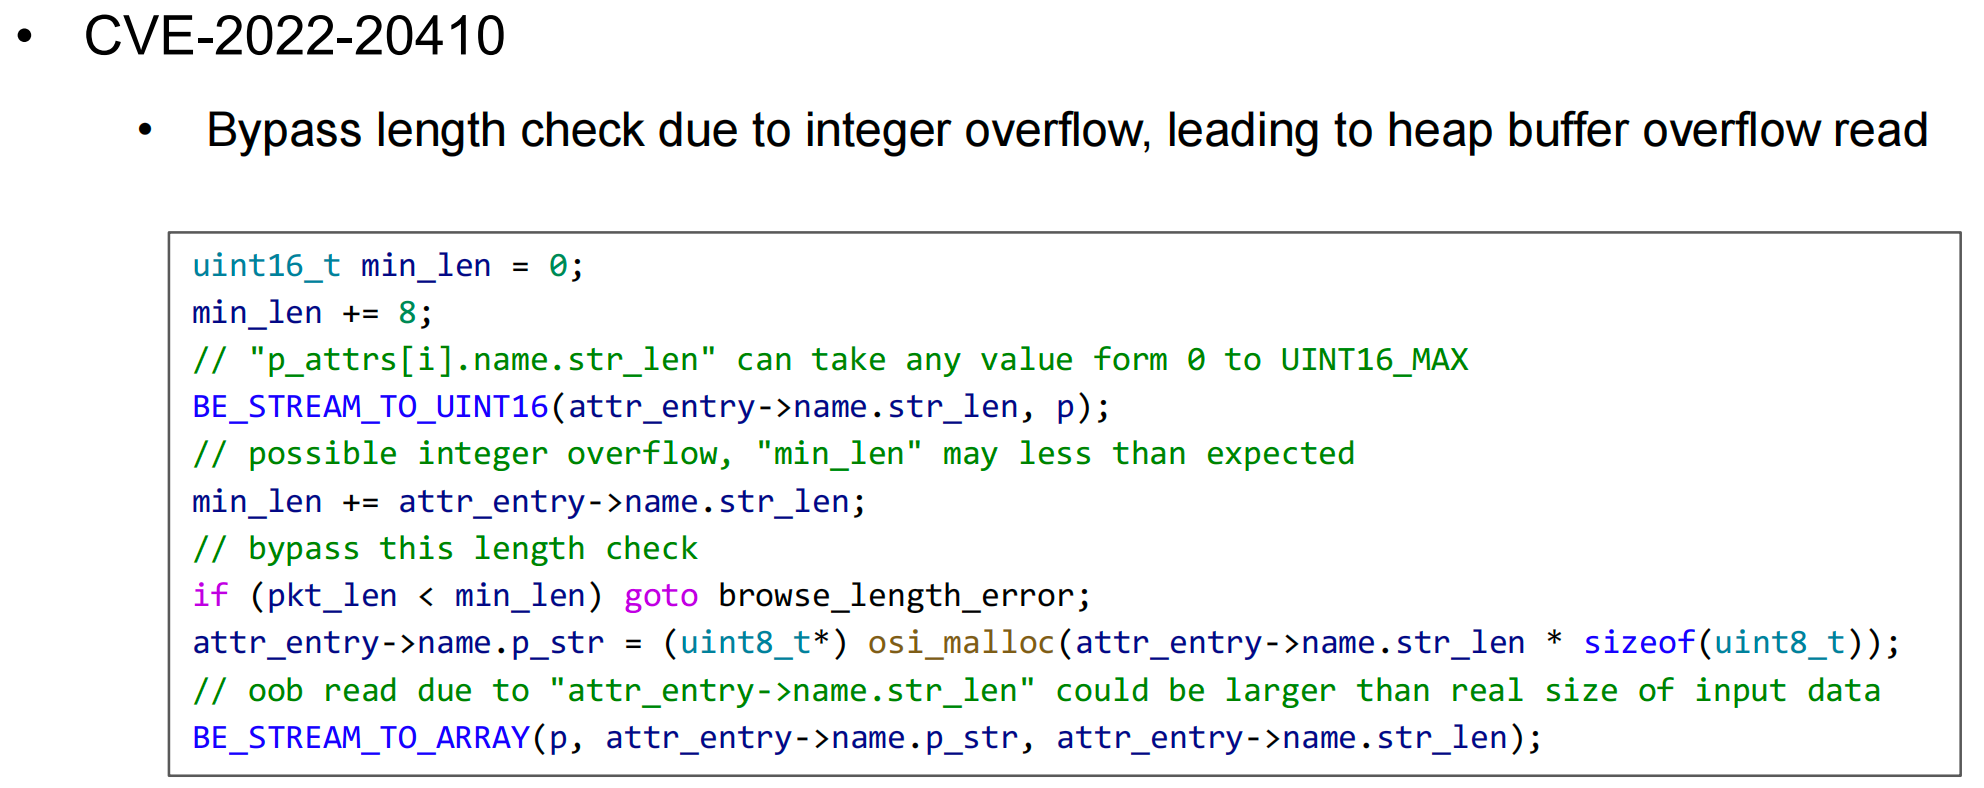 • CVE-2022-20410
• Bypass length check due to integer overflow, leading to heap buffer overflow read
uint16_t min_len = 0;
min_len += 8;
// "p_attrs[i].name.str_len" can take any value form 0 to UINT16_MAX
BE_STREAM_TO_UINT16(attr_entry->name.str_len, p);
// possible integer overflow, "min_len" may less than expected
min_len += attr_entry->name.str_len;
// bypass this length check
if (pkt_len < min_len) goto browse_length_error;
attr_entry->name.p_str = (uint8_t*) osi_malloc(attr_entry->name.str_len * sizeof(uint8_t));
// oob read due to "attr_entry->name.str_len" could be larger than real size of input data
BE_STREAM_TO_ARRAY(p, attr_entry->name.p_str, attr_entry->name.str_len);